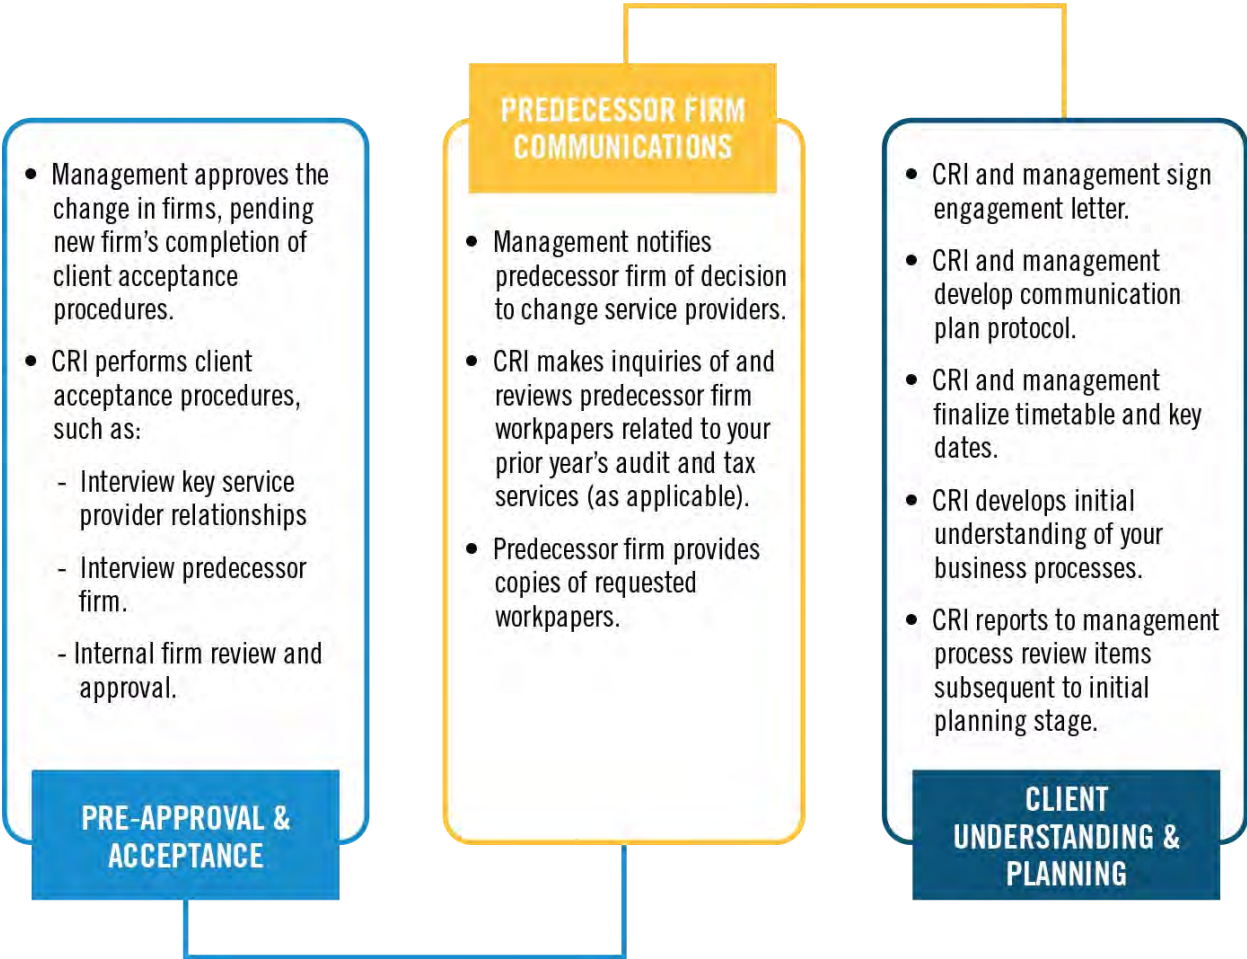 • Management approves the
change in firms, pending
new firm's completion of
client acceptance
procedures.
• CRI performs client
acceptance procedures,
such as:
- Interview key service
provider relationships
- Interview predecessor
firm.
- Internal firm review and
approval.
PRE-APPROVAL &
ACCEPTANCE
PREDECESSOR FIRM
COMMUNICATIONS
• Management notifies
predecessor firm of decision
to change service providers.
• CRI makes inquiries of and
reviews predecessor firm
workpapers related to your
prior year's audit and tax
services (as applicable).
• Predecessor firm provides
copies of requested
workpapers.
• CRI and management sign
engagement letter.
• CRI and management
develop communication
plan protocol.
• CRI and management
finalize timetable and key
dates.
• CRI develops initial
understanding of your
business processes.
• CRI reports to management
process review items
subsequent to initial
planning stage.
CLIENT
UNDERSTANDING &
PLANNING